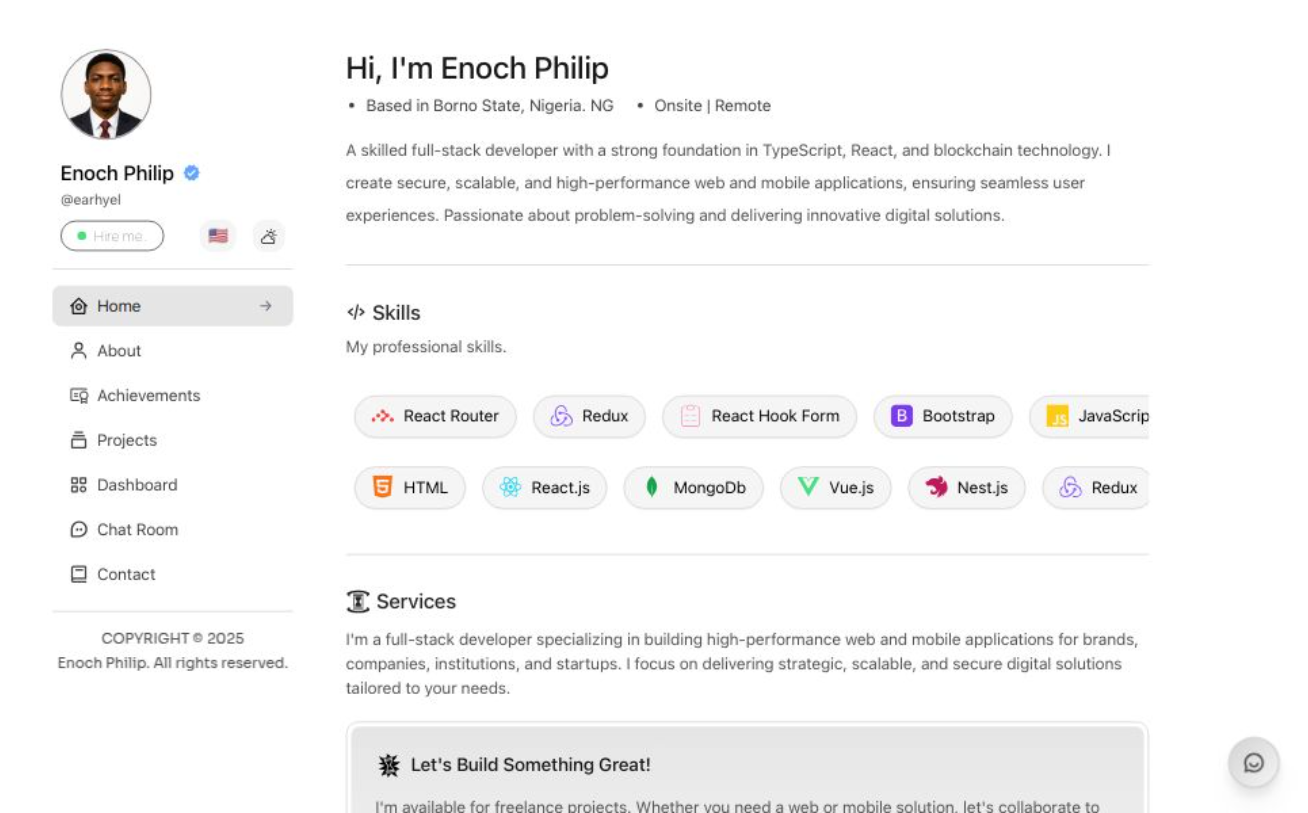 Enoch Philip
@earhyel
Hire me.
Home
About
Achievements
Projects
Dashboard
Chat Room
Contact
COPYRIGHT © 2025
Enoch Philip. All rights reserved.
Hi, I'm Enoch Philip
• Based in Borno State, Nigeria. NG • Onsite | Remote
A skilled full-stack developer with a strong foundation in TypeScript, React, and blockchain technology. I
create secure, scalable, and high-performance web and mobile applications, ensuring seamless user
experiences. Passionate about problem-solving and delivering innovative digital solutions.
</> Skills
My professional skills.
React Router Redux React Hook Form B Bootstrap JS JavaScrip
HTML React.js MongoDb Vue.js Nest.js Redux
Services
I'm a full-stack developer specializing in building high-performance web and mobile applications for brands,
companies, institutions, and startups. I focus on delivering strategic, scalable, and secure digital solutions
tailored to your needs.
Let's Build Something Great!
I'm available for freelance projects. Whether you need a web or mobile solution, let's collaborate to